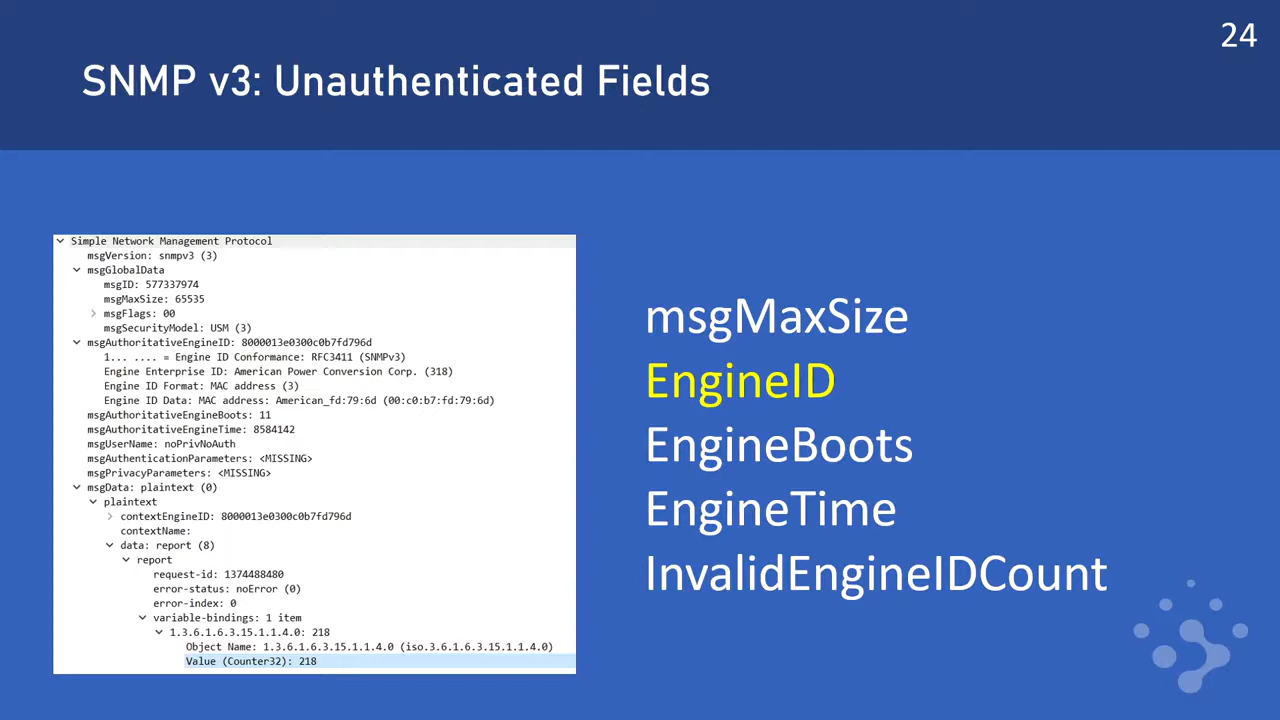 24
SNMP v3: Unauthenticated Fields
Simple Network Management Protocol
msgVersion: snmpv3 (3)
msgGlobalData
msgID: 577337974
msgMaxSize: 65535
msgFlags: 00
msgSecurityModel: USM (3)
msgAuthoritativeEngineID: 8000013e0300c0b7fd796d
1... .... = Engine ID Conformance: RFC3411 (SNMPv3)
Engine Enterprise ID: American Power Conversion Corp. (318)
Engine ID Format: MAC address (3)
Engine ID Data: MAC address: American_fd:79:6d (00:c0:b7:fd:79:6d)
msgAuthoritativeEngineBoots: 11
msgAuthoritativeEngineTime: 8584142
msgUserName: noPrivNoAuth
msgAuthenticationParameters: <MISSING>
msgPrivacyParameters: <MISSING>
msgData: plaintext (0)
plaintext
contextEngineID: 8000013e0300c0b7fd796d
contextName:
data: report (8)
report
request-id: 1374488480
error-status: noError (0)
error-index: 0
variable-bindings: 1 item
1.3.6.1.6.3.15.1.1.4.0: 218
Object Name: 1.3.6.1.6.3.15.1.1.4.0 (iso.3.6.1.6.3.15.1.1.4.0)
Value (Counter32): 218
msgMaxSize
EngineID
EngineBoots
EngineTime
InvalidEngineIDCount